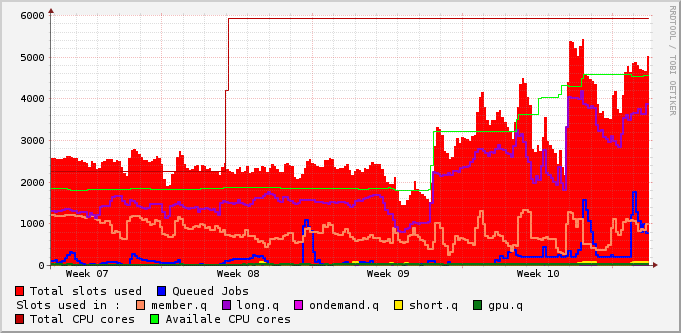 RRDTOOL / TOBI OETIKER
6000
5000
4000
3000
2000
1000
0
Week 07 Week 08 Week 09 Week 10
Total slots used Queued Jobs
Slots used in : member.q long.q ondemand.q short.q gpu.q
Total CPU cores Availale CPU cores